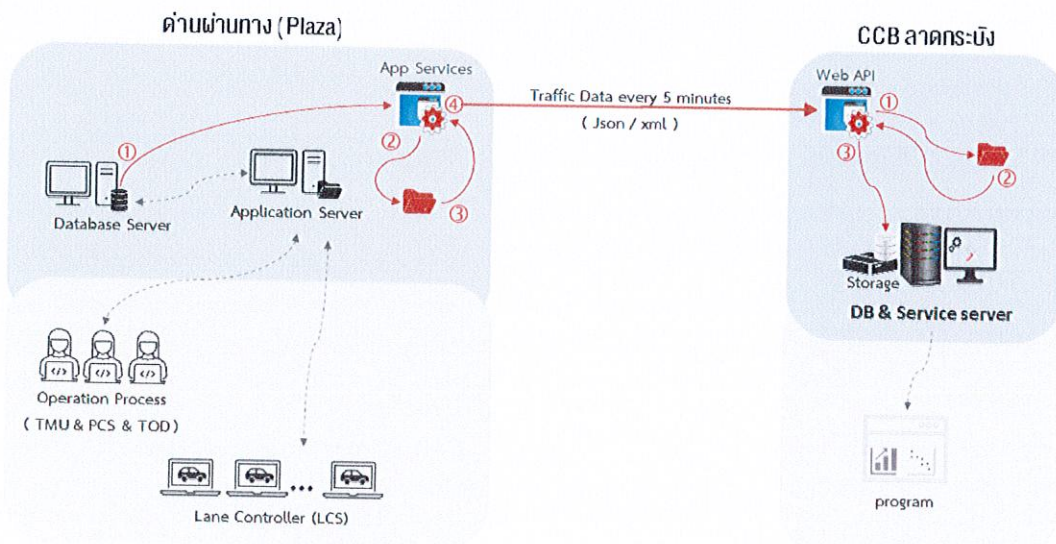 ด่านผ่านทาง ( Plaza )
CCB ลาดกระบัง
App Services
④
Traffic Data every 5 minutes
( Json / xml )
Web API
①
①
②
③
③
②
Database Server
Application Server
Storage
DB & Service server
</>
</>
</>
Operation Process
( TMU & PCS & TOD )
...
Lane Controller (LCS)
program